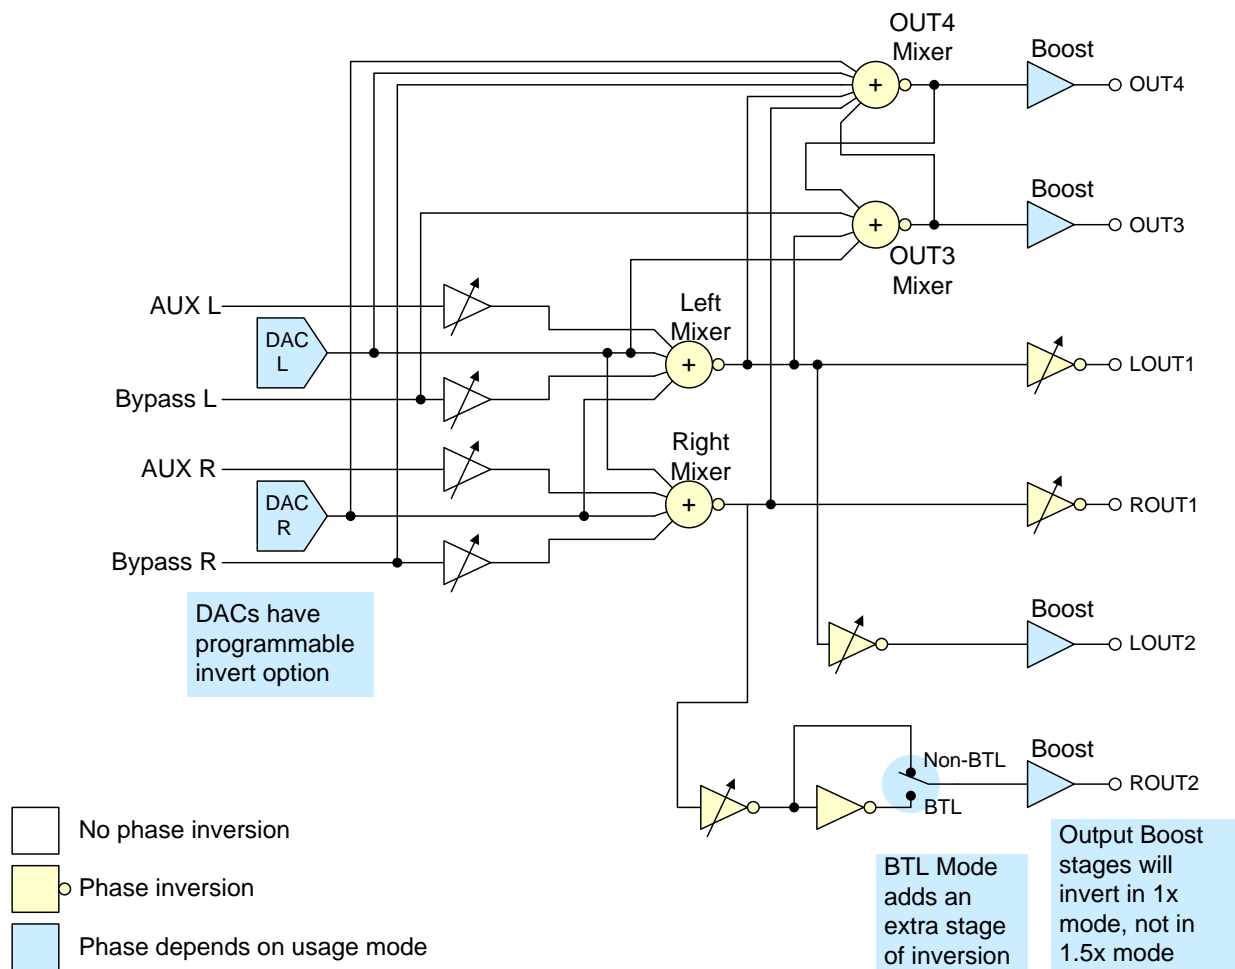 OUT4
Mixer
Boost
+
OUT4
Boost
+
OUT3
OUT3
Mixer
AUX L
Left
Mixer
DAC
L
+
LOUT1
Bypass L
Right
Mixer
AUX R
DAC
R
+
ROUT1
Bypass R
DACs have
programmable
invert option
Boost
LOUT2
Boost
Non-BTL
ROUT2
BTL
No phase inversion
Phase inversion
Phase depends on usage mode
BTL Mode
adds an
extra stage
of inversion
Output Boost
stages will
invert in 1x
mode, not in
1.5x mode